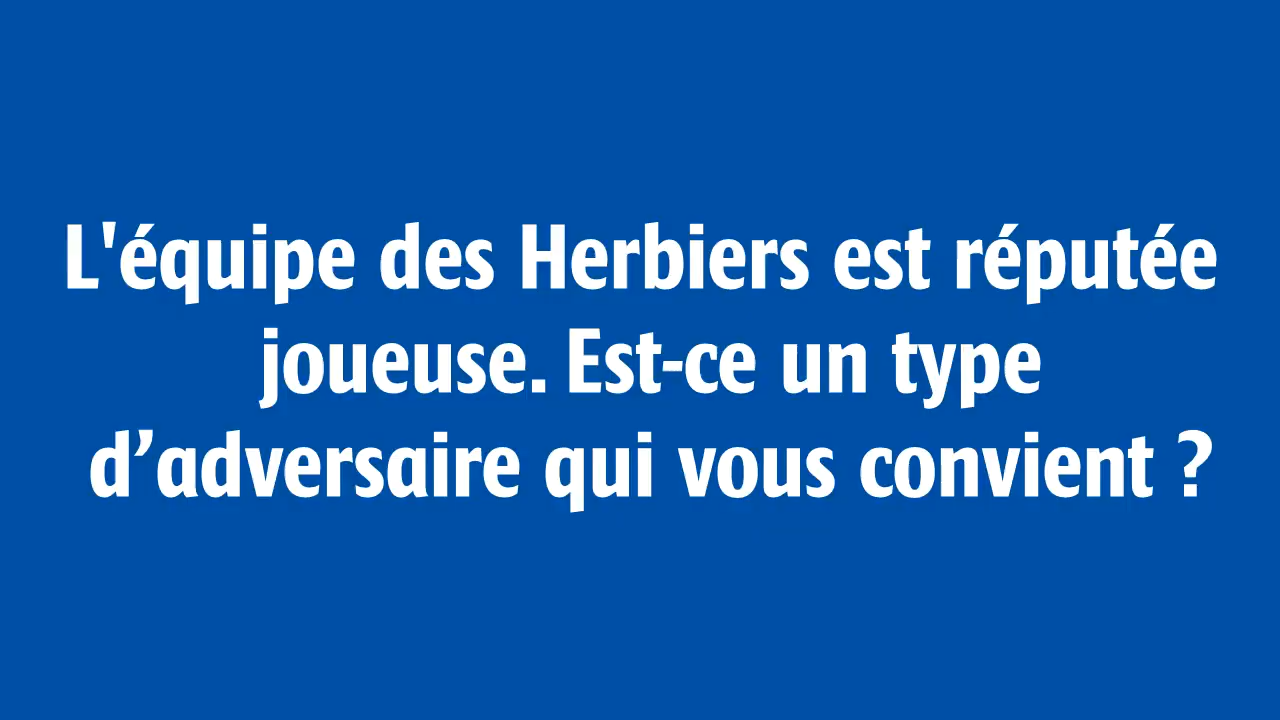 L'équipe des Herbiers est réputée
joueuse. Est-ce un type
d’adversaire qui vous convient ?